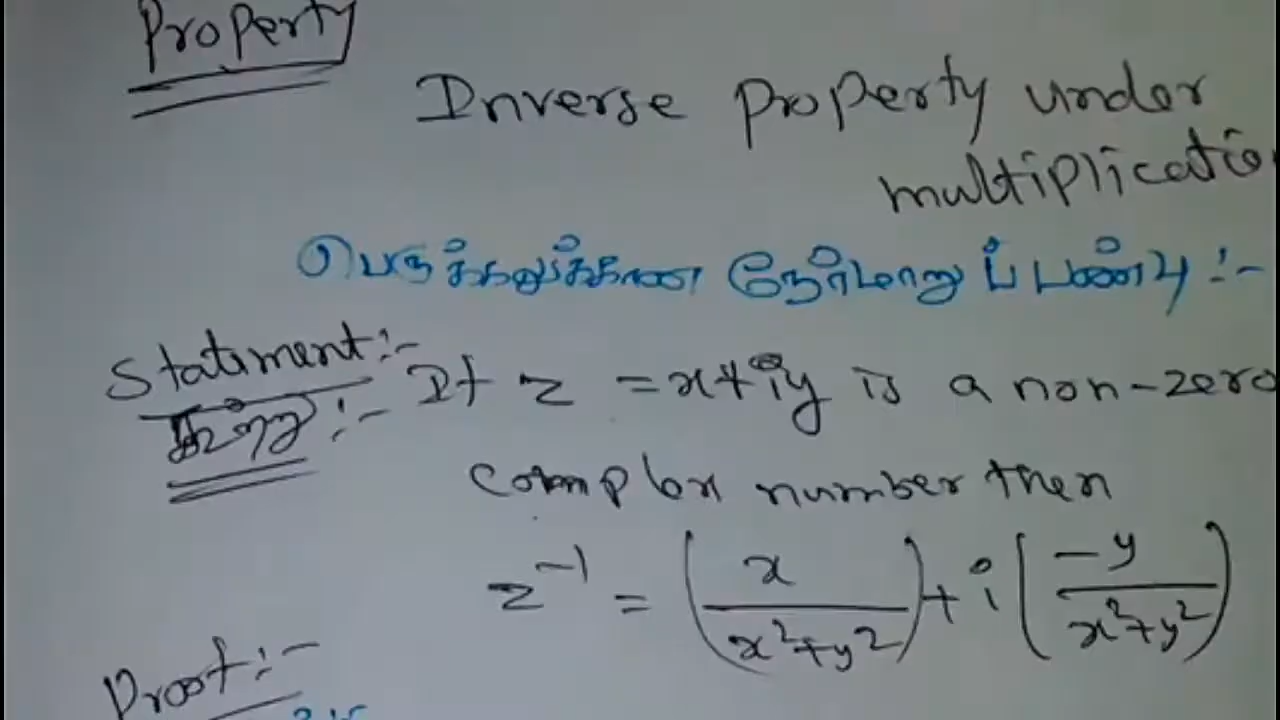 Property
Inverse Property under
multiplicatio
பெருக்கலுக்கான நேர்மாறுப் பண்பு :-
Statement:-
கூற்று :- If z = x+iy is a non-zero
complex number then
z⁻¹ = (x/(x²+y²)) + i(-y/(x²+y²))
Proof:-